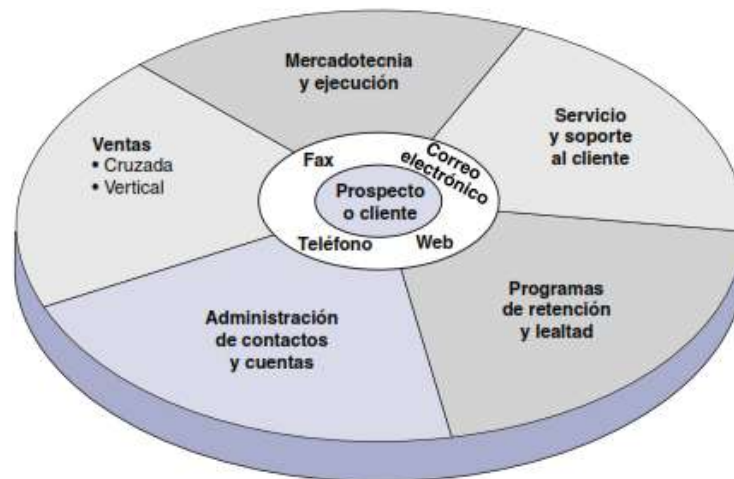 Mercadotecnia
y ejecución
Servicio
y soporte
al cliente
Ventas
• Cruzada
• Vertical
Fax
Correo
electrónico
Prospecto
o cliente
Teléfono
Web
Programas
de retención
y lealtad
Administración
de contactos
y cuentas